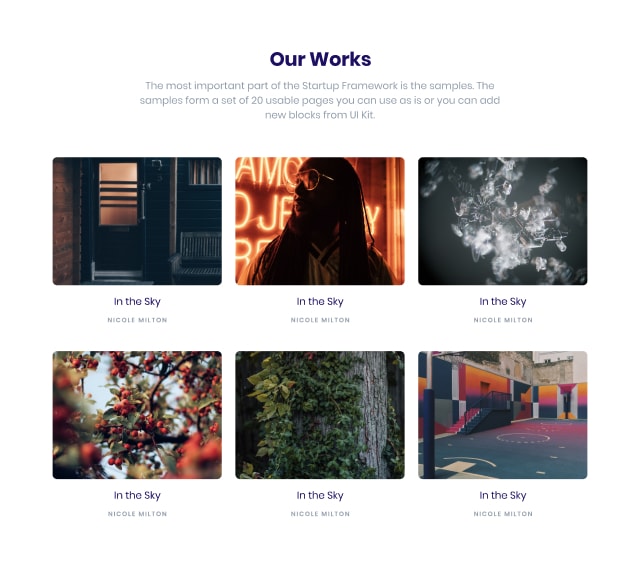 Our Works
The most important part of the Startup Framework is the samples. The
samples form a set of 20 usable pages you can use as is or you can add
new blocks from UI Kit.
In the Sky
In the Sky
In the Sky
NICOLE MILTON
NICOLE MILTON
NICOLE MILTON
In the Sky
In the Sky
In the Sky
NICOLE MILTON
NICOLE MILTON
NICOLE MILTON